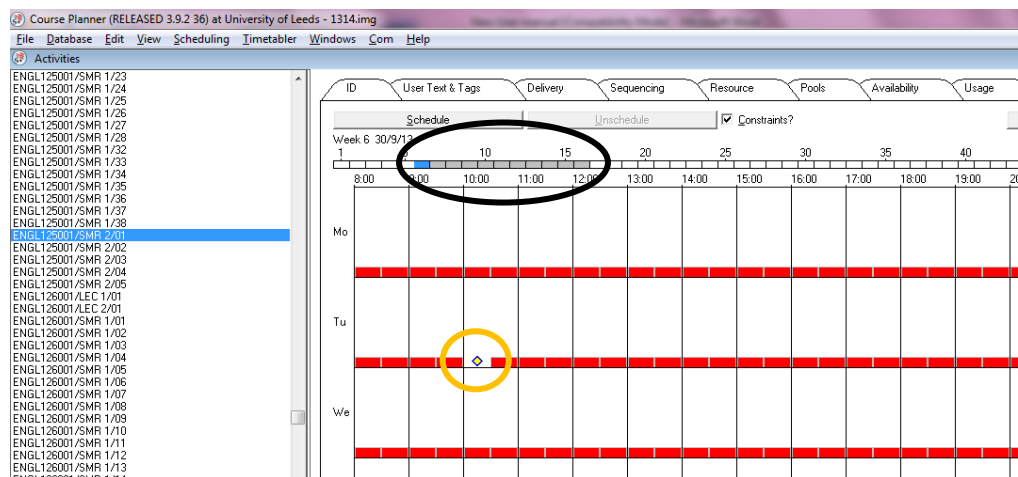 Course Planner (RELEASED 3.9.2 36) at University of Leeds - 1314.img
File Database Edit View Scheduling Timetabler Windows Com Help
Activities
ENGL125001/SMR 1/23
ENGL125001/SMR 1/24
ENGL125001/SMR 1/25
ENGL125001/SMR 1/26
ENGL125001/SMR 1/27
ENGL125001/SMR 1/28
ENGL125001/SMR 1/32
ENGL125001/SMR 1/33
ENGL125001/SMR 1/34
ENGL125001/SMR 1/35
ENGL125001/SMR 1/36
ENGL125001/SMR 1/37
ENGL125001/SMR 1/38
ENGL125001/SMR 2/01
ENGL125001/SMR 2/02
ENGL125001/SMR 2/03
ENGL125001/SMR 2/04
ENGL125001/SMR 2/05
ENGL126001/LEC 1/01
ENGL126001/LEC 2/01
ENGL126001/SMR 1/01
ENGL126001/SMR 1/02
ENGL126001/SMR 1/03
ENGL126001/SMR 1/04
ENGL126001/SMR 1/05
ENGL126001/SMR 1/06
ENGL126001/SMR 1/07
ENGL126001/SMR 1/08
ENGL126001/SMR 1/09
ENGL126001/SMR 1/10
ENGL126001/SMR 1/11
ENGL126001/SMR 1/12
ENGL126001/SMR 1/13
ID User Text & Tags Delivery Sequencing Resource Pools Availability Usage
Schedule Unschedule Constraints?
Week 6 30/9/13
1 10 15 20 25 30 35 40
8:00 9:00 10:00 11:00 12:00 13:00 14:00 15:00 16:00 17:00 18:00 19:00
Mo
Tu
We